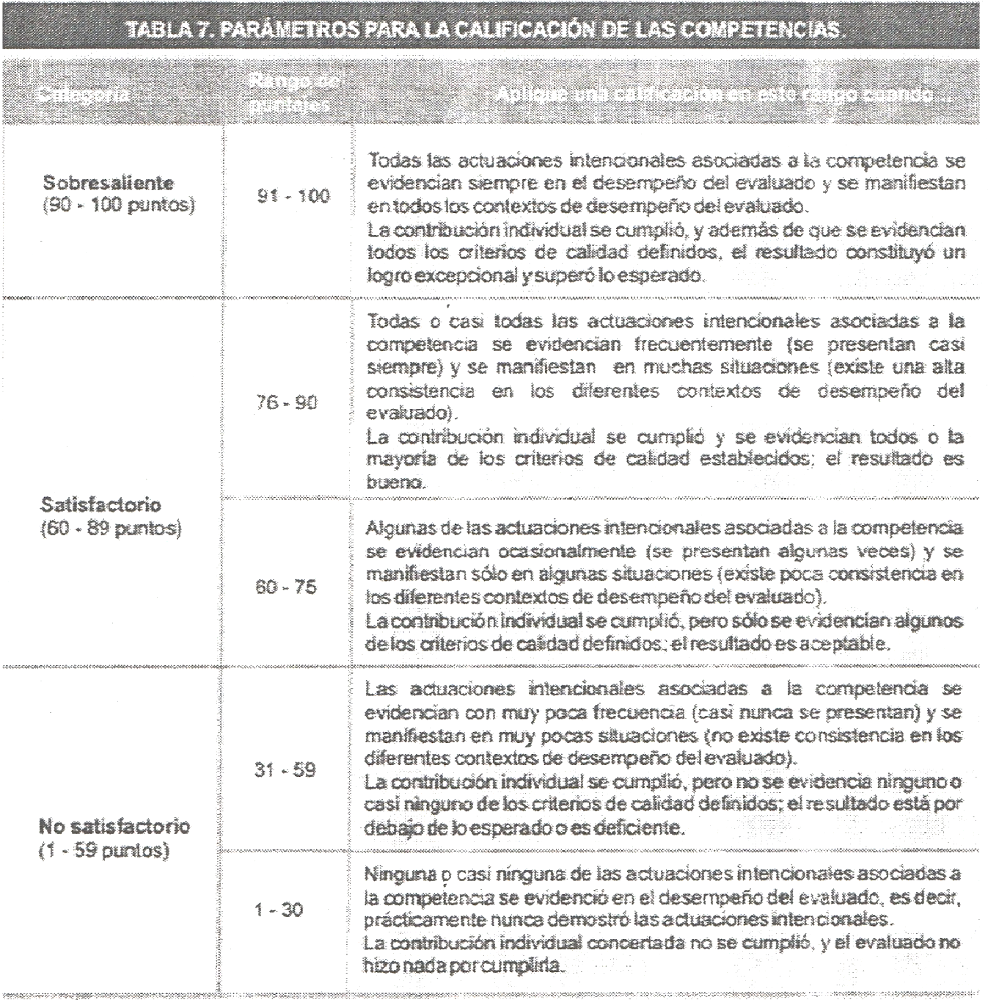 TABLA 7. PARÁMETROS PARA LA CALIFICACIÓN DE LAS COMPETENCIAS.
Categoría
Rango de
puntajes
Aplique una calificación en este rango cuando...
Sobresaliente
(90 - 100 puntos)
91 - 100
Todas las actuaciones intencionales asociadas a la competencia se
evidencian siempre en el desempeño del evaluado y se manifiestan
en todos los contextos de desempeño del evaluado.
La contribución individual se cumplió, y además de que se evidencian
todos los criterios de calidad definidos, el resultado constituyó un
logro excepcional y superó lo esperado.
Satisfactorio
(60 - 89 puntos)
76 - 90
Todas o casi todas las actuaciones intencionales asociadas a la
competencia se evidencian frecuentemente (se presentan casi
siempre) y se manifiestan en muchas situaciones (existe una alta
consistencia en los diferentes contextos de desempeño del
evaluado).
La contribución individual se cumplió y se evidencian todos o la
mayoría de los criterios de calidad establecidos; el resultado es
bueno.
60 - 75
Algunas de las actuaciones intencionales asociadas a la competencia
se evidencian ocasionalmente (se presentan algunas veces) y se
manifiestan sólo en algunas situaciones (existe poca consistencia en
los diferentes contextos de desempeño del evaluado).
La contribución individual se cumplió, pero sólo se evidencian algunos
de los criterios de calidad definidos; el resultado es aceptable.
No satisfactorio
(1 - 59 puntos)
31 - 59
Las actuaciones intencionales asociadas a la competencia se
evidencian con muy poca frecuencia (casi nunca se presentan) y se
manifiestan en muy pocas situaciones (no existe consistencia en los
diferentes contextos de desempeño del evaluado).
La contribución individual se cumplió, pero no se evidencia ninguno o
casi ninguno de los criterios de calidad definidos; el resultado está por
debajo de lo esperado o es deficiente.
1 - 30
Ninguna o casi ninguna de las actuaciones intencionales asociadas a
la competencia se evidenció en el desempeño del evaluado, es decir,
prácticamente nunca demostró las actuaciones intencionales.
La contribución individual concertada no se cumplió, y el evaluado no
hizo nada por cumplirla.